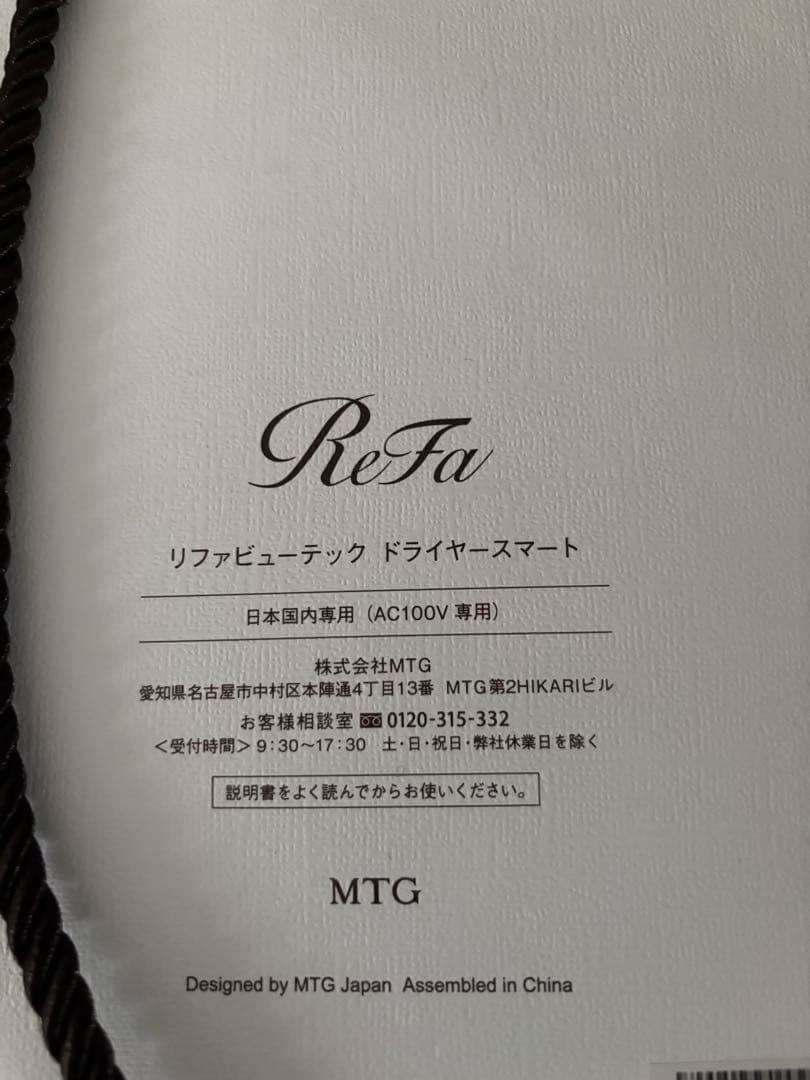 ReFa
リファビューテック ドライヤースマート
日本国内専用（AC100V 専用）
株式会社MTG
愛知県名古屋市中村区本陣通4丁目13番 MTG第2HIKARIビル
お客様相談室 0120-315-332
＜受付時間＞9:30〜17:30 土・日・祝日・弊社休業日を除く
説明書をよく読んでからお使いください。
MTG
Designed by MTG Japan Assembled in China